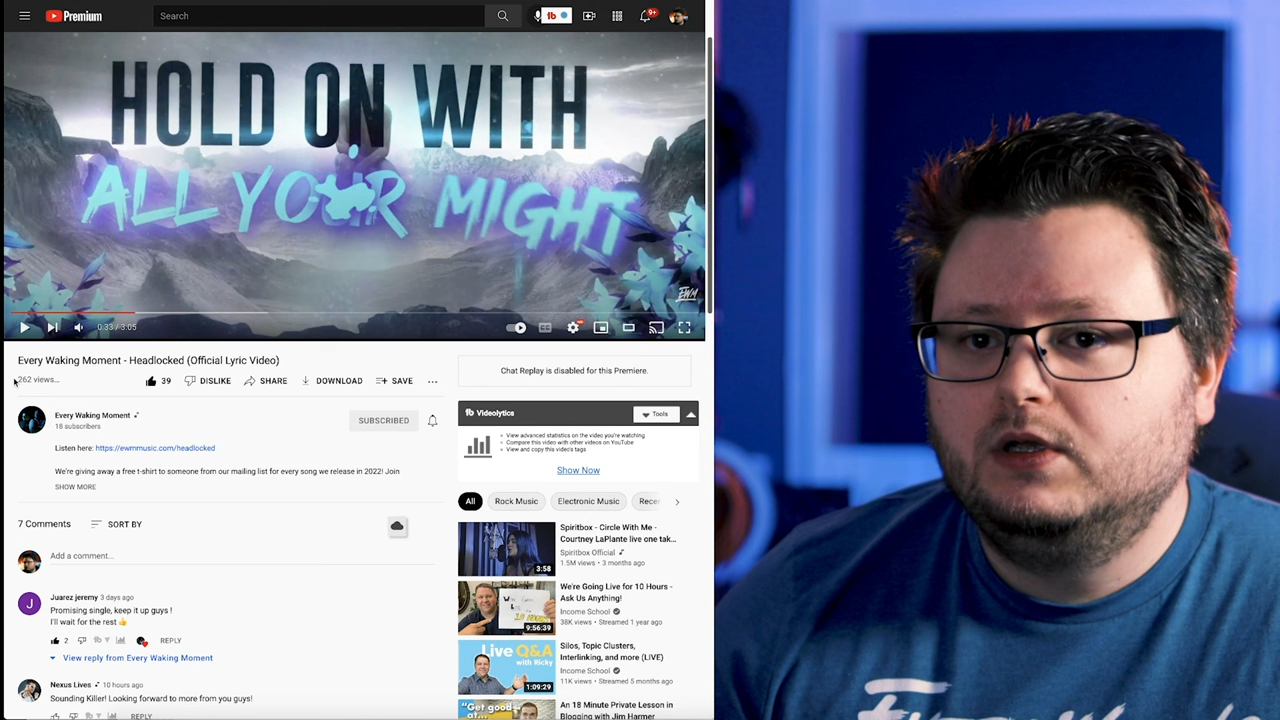 Premium
Search
9+
HOLD ON WITH
ALL YOUR MIGHT
EWM
0:33 / 3:05
Every Waking Moment - Headlocked (Official Lyric Video)
262 views...
39
DISLIKE
SHARE
DOWNLOAD
SAVE
Every Waking Moment
18 subscribers
SUBSCRIBED
Listen here: https://ewmmusic.com/headlocked
We're giving away a free t-shirt to someone from our mailing list for every song we release in 2022! Join
SHOW MORE
7 Comments
SORT BY
Add a comment...
Juarez jeremy 3 days ago
Promising single, keep it up guys !
I'll wait for the rest 👍
2
REPLY
View reply from Every Waking Moment
Nexus Lives 10 hours ago
Sounding Killer! Looking forward to more from you guys!
REPLY
Chat Replay is disabled for this Premiere.
Videolytics
Tools
View advanced statistics on the video you're watching
Compare this video with other videos on YouTube
View and copy this video's tags
Show Now
All
Rock Music
Electronic Music
Recer
Spiritbox - Circle With Me -
Courtney LaPlante live one tak...
Spiritbox Official
1.5M views • 3 months ago
3:58
We're Going Live for 10 Hours -
Ask Us Anything!
Income School
38K views • Streamed 1 year ago
9:56:39
Live Q&A
with Ricky
1:09:29
Silos, Topic Clusters,
Interlinking, and more (LIVE)
Income School
11K views • Streamed 5 months ago
"Get good
at...
An 18 Minute Private Lesson in
Blogging with Jim Harmer